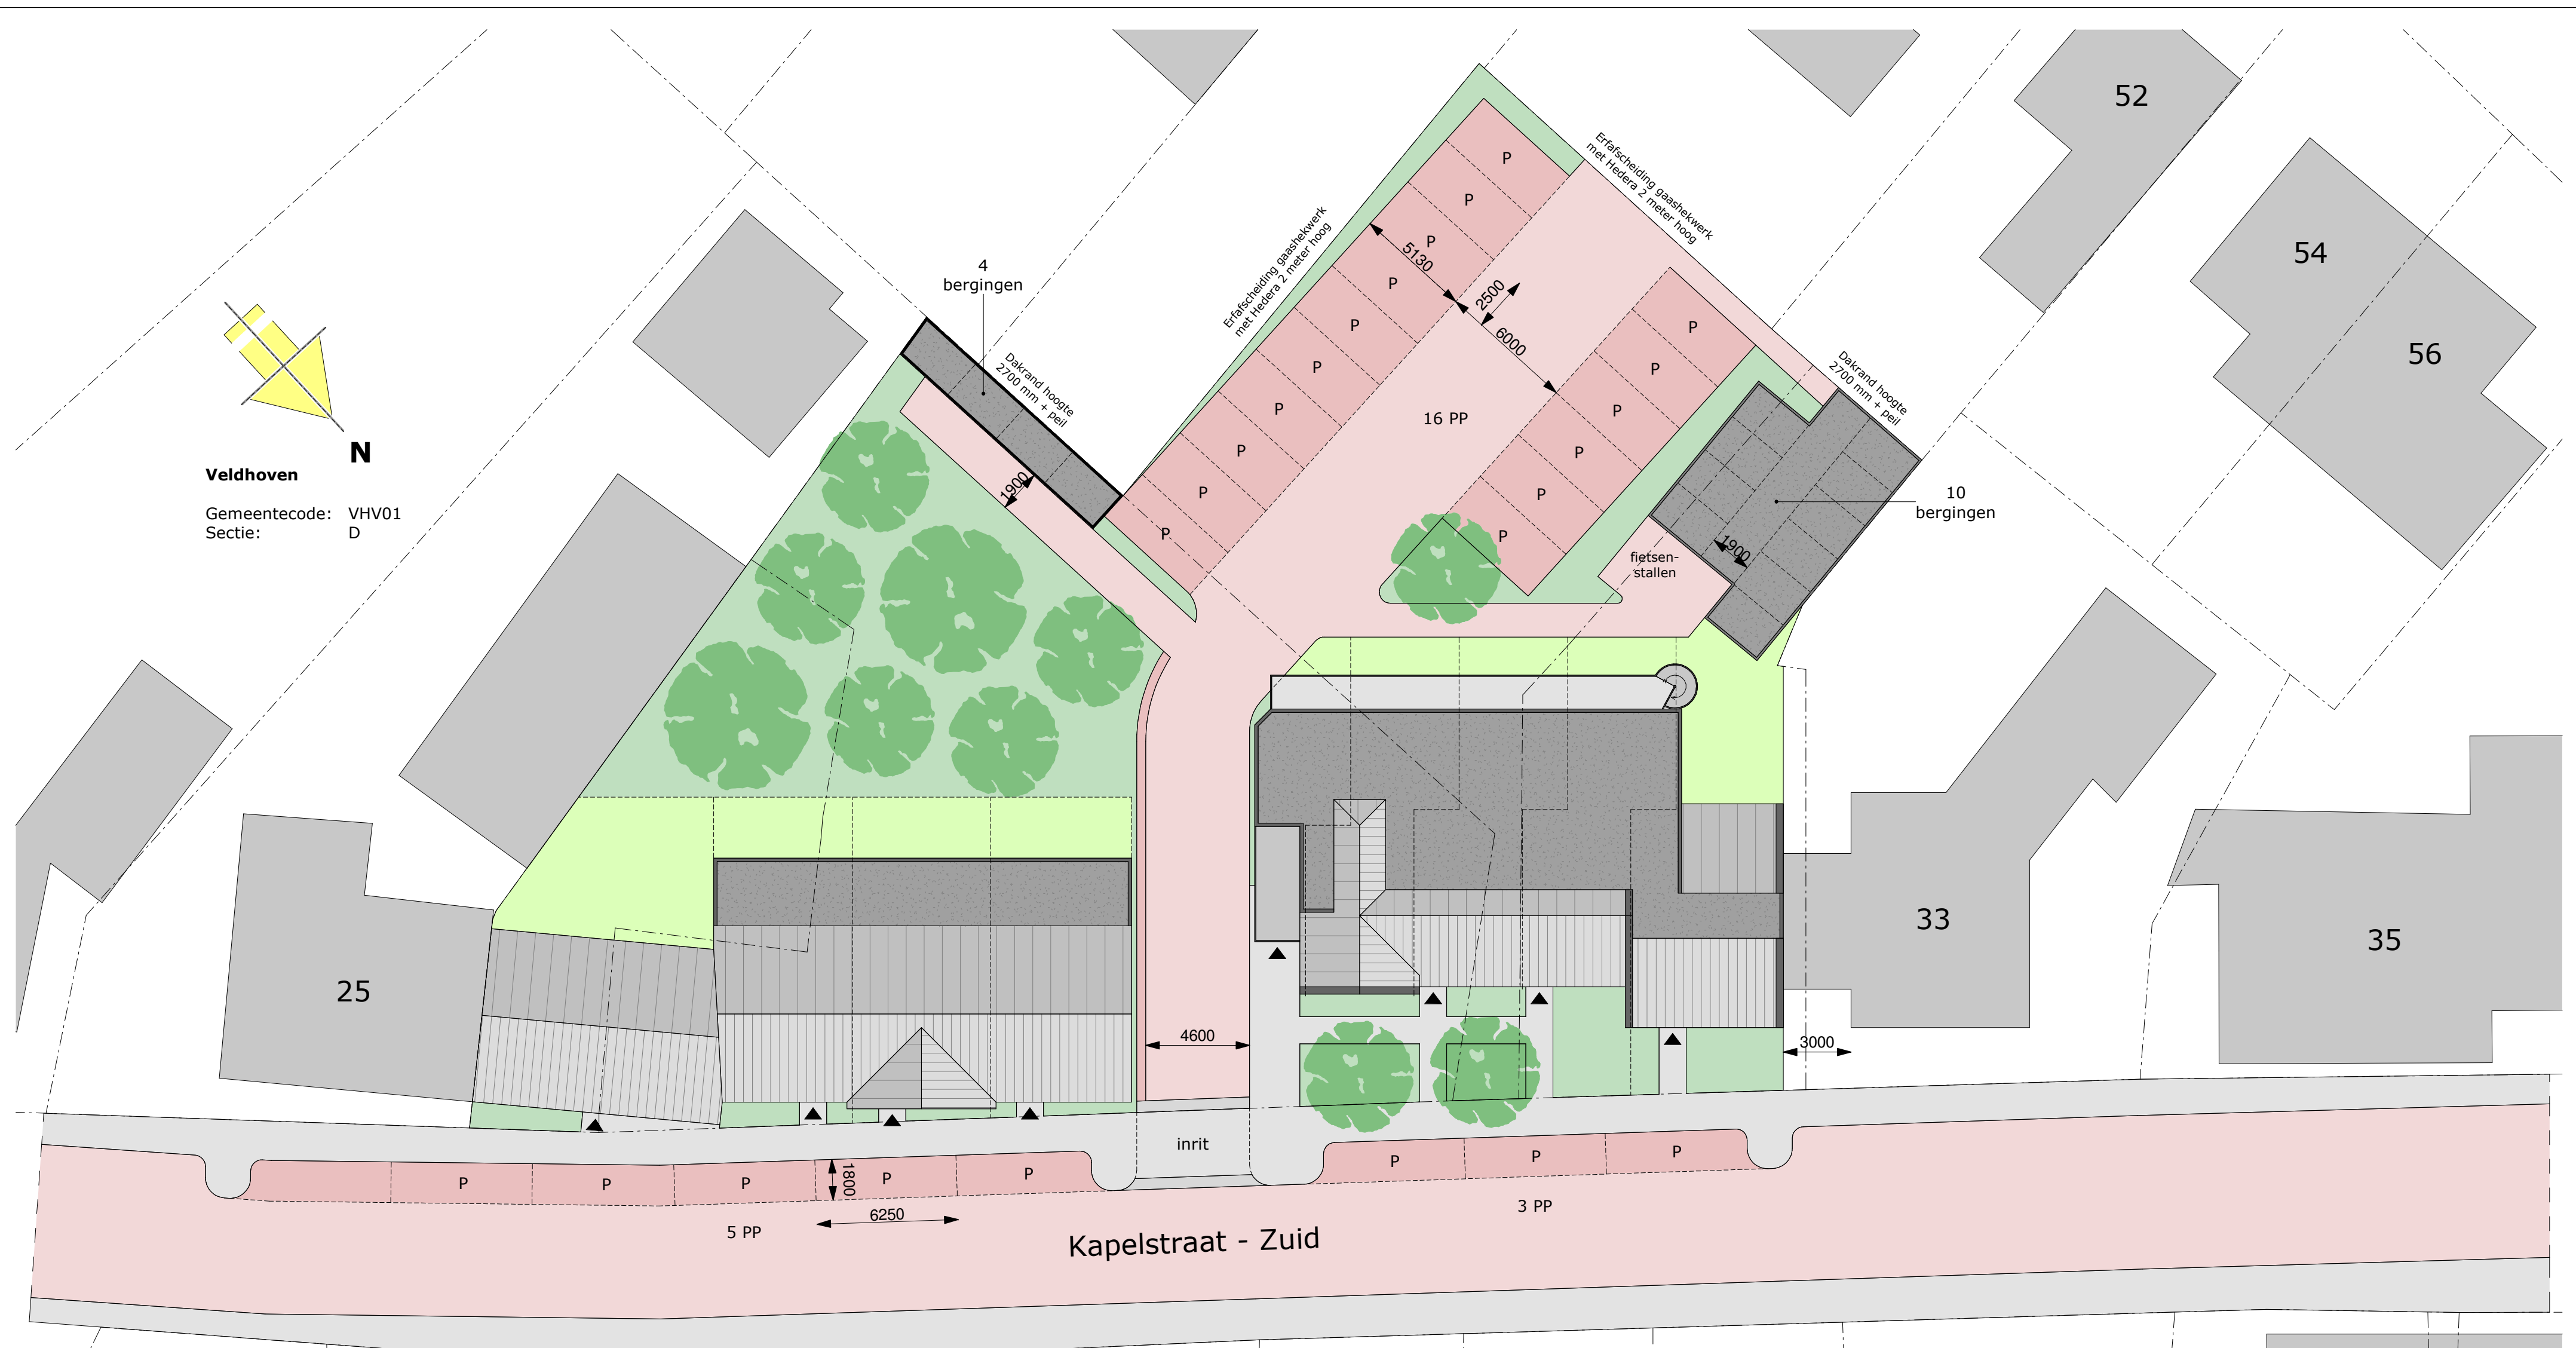 52
54
56
Erfafscheiding gaashekwerk
met Hedera 2 meter hoog
Erfafscheiding gaashekwerk
met Hedera 2 meter hoog
P
P
P
P
P
P
P
P
P
P
5130
2500
6000
P
P
P
P
P
P
16 PP
4
bergingen
Dakrand hoogte
2700 mm + peil
1900
Dakrand hoogte
2700 mm + peil
10
bergingen
1900
fietsen-
stallen
N
Veldhoven
Gemeentecode: VHV01
Sectie: D
25
33
35
4600
3000
inrit
P
P
P
P
P
1800
6250
5 PP
P
P
P
3 PP
Kapelstraat - Zuid